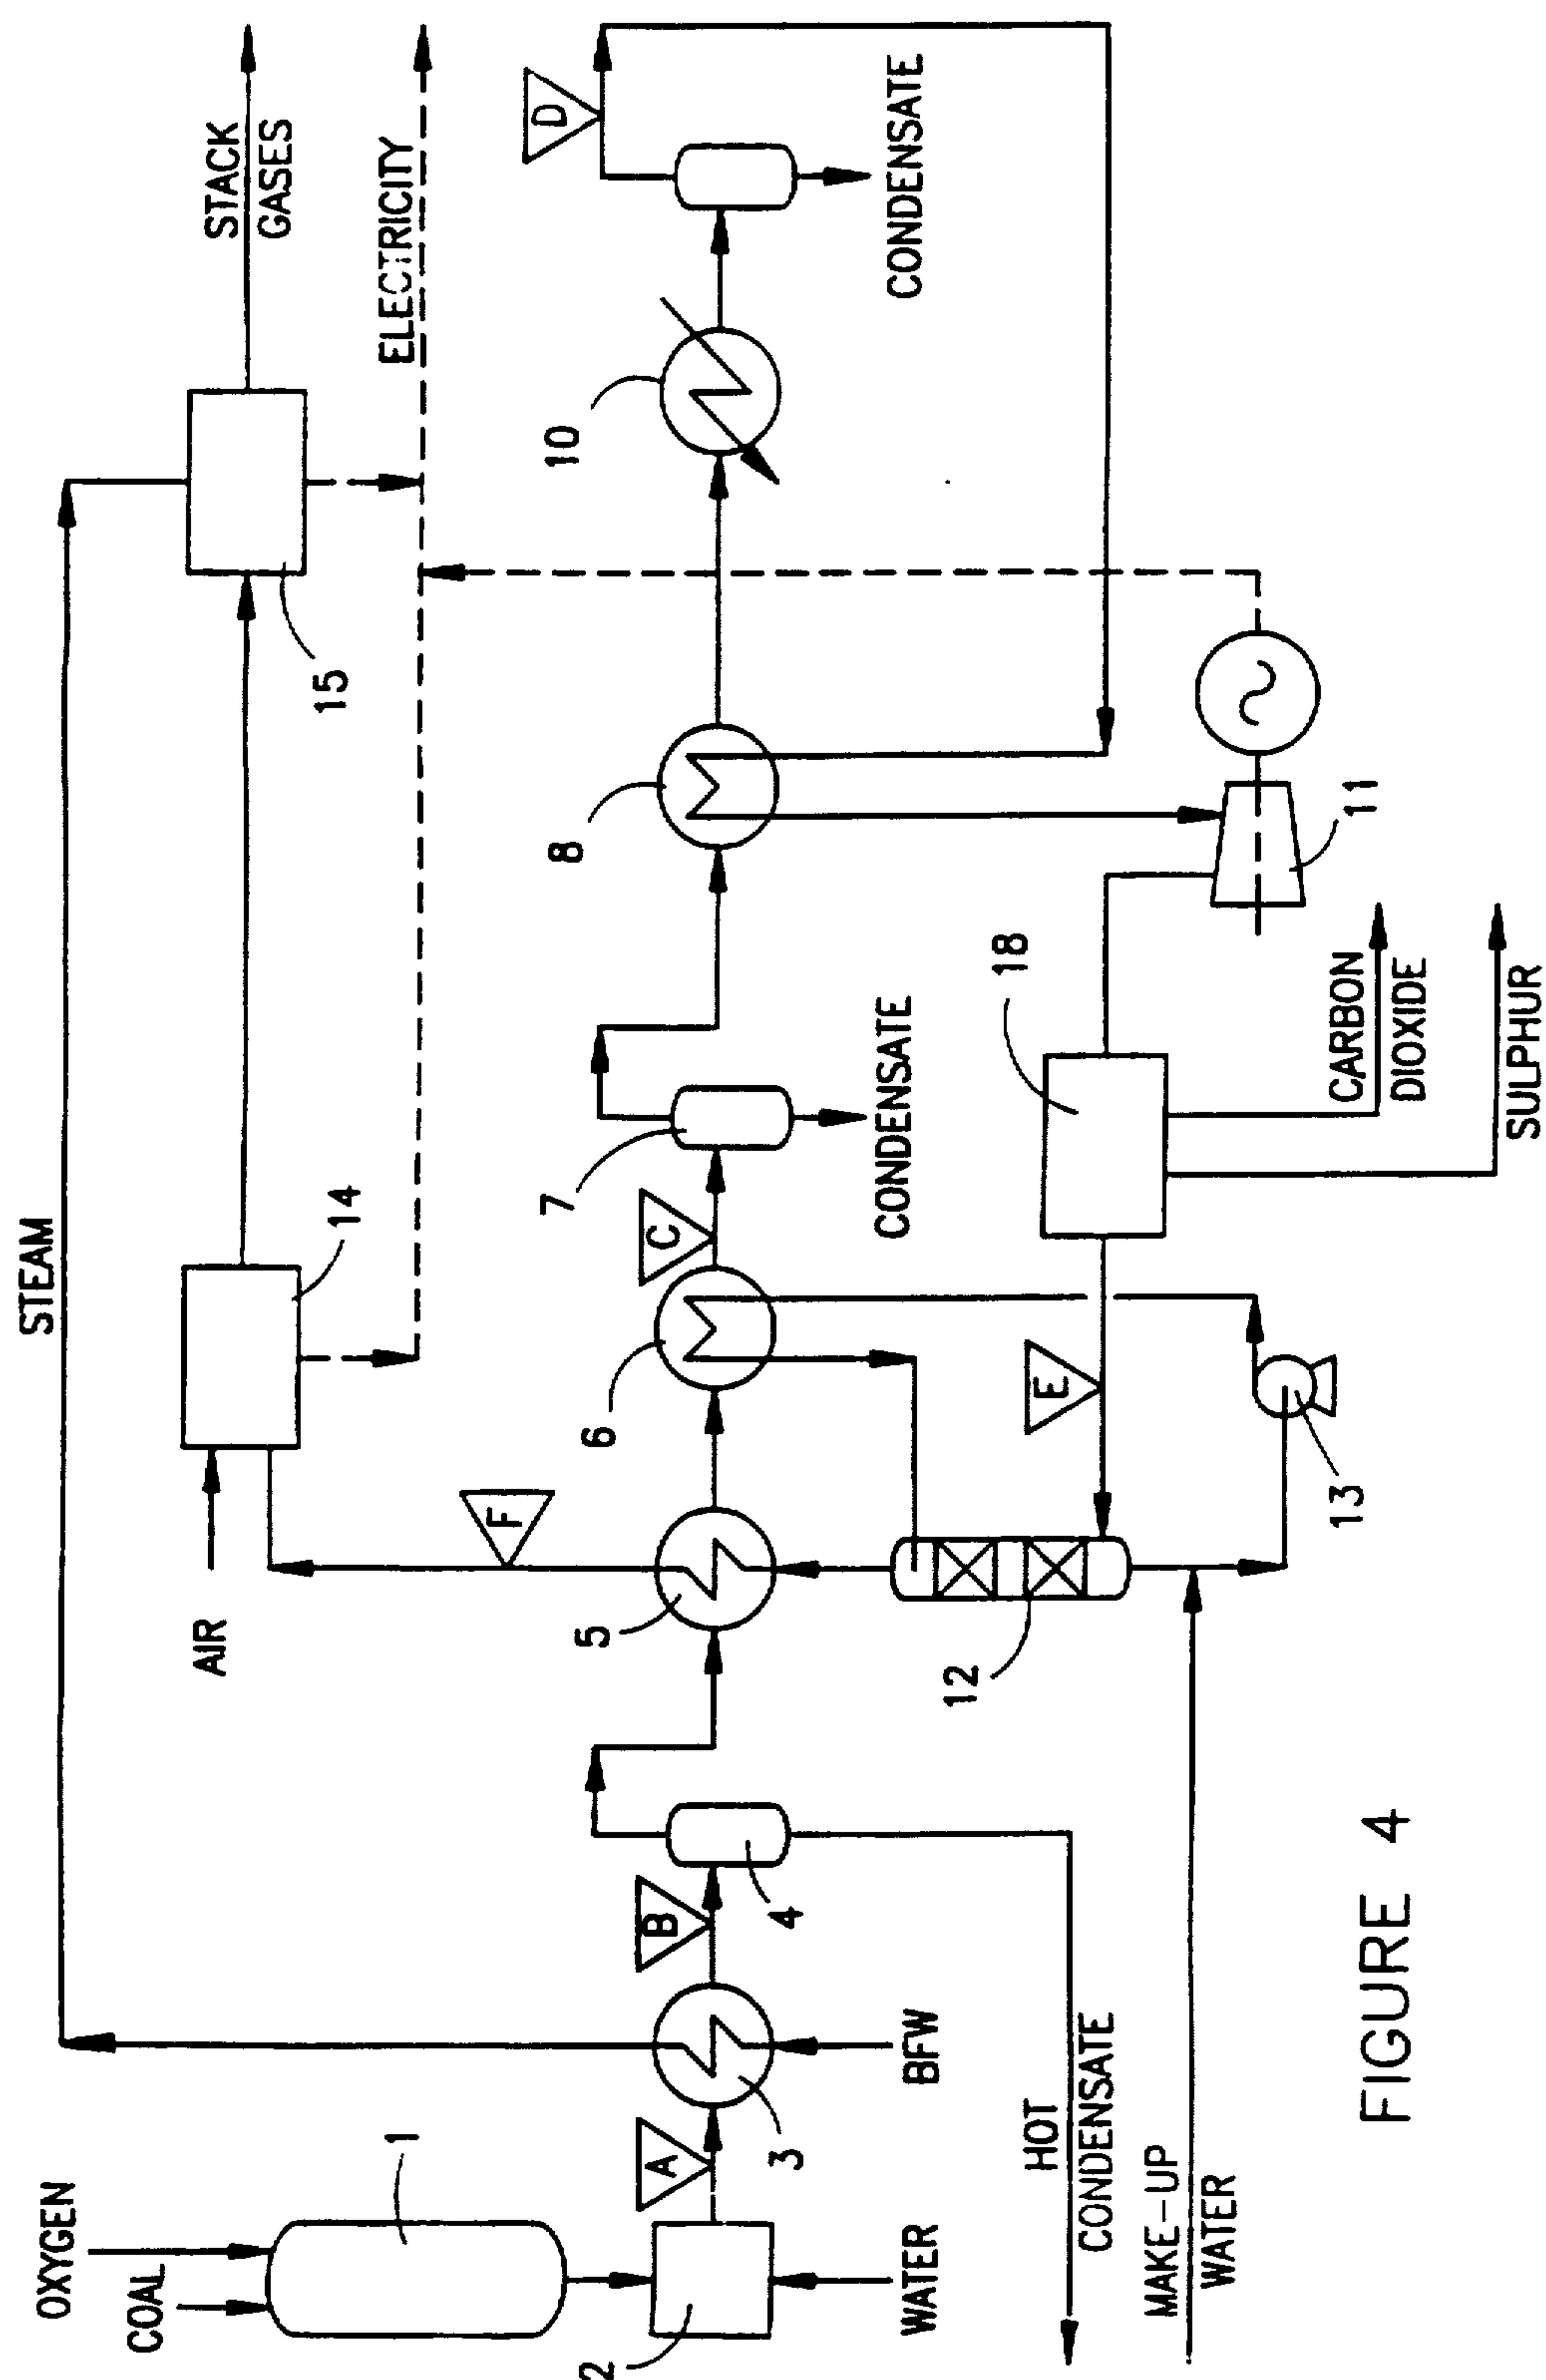 OXYGEN
COAL
1
2
WATER
A
3
BFW
STEAM
B
4
HOT
CONDENSATE
MAKE-UP
WATER
AIR
5
F
12
13
6
E
C
14
7
CONDENSATE
18
CARBON
DIOXIDE
SULPHUR
8
11
15
10
STACK
GASES
ELECTRICITY
D
CONDENSATE
FIGURE 4